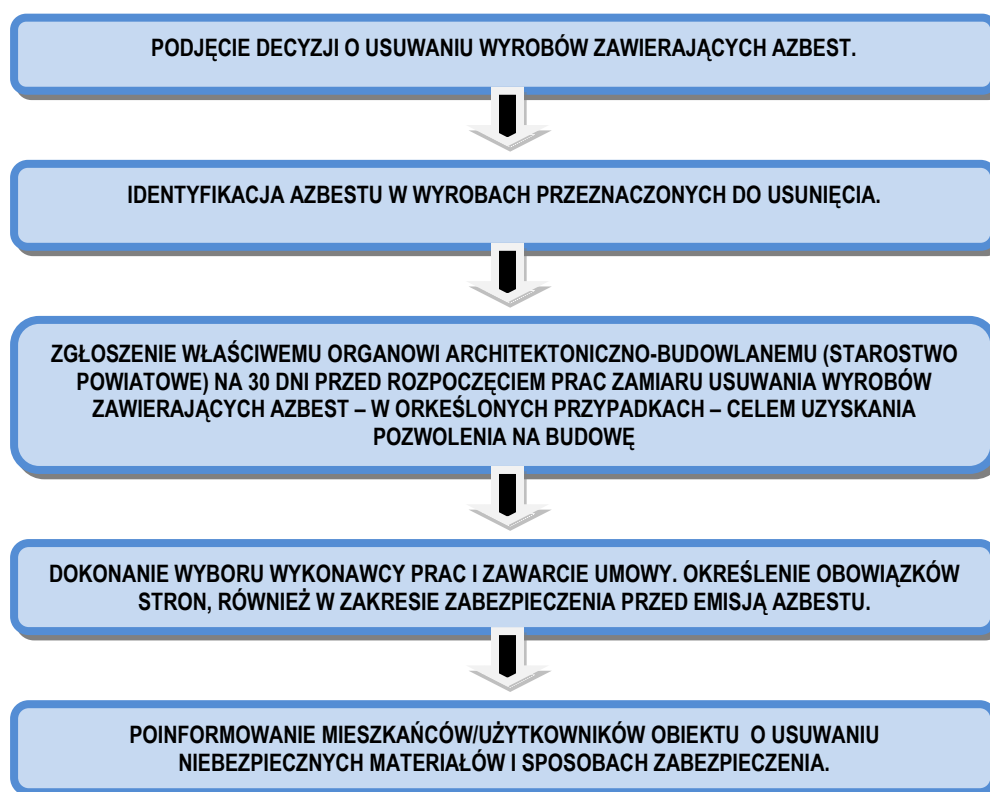 PODJĘCIE DECYZJI O USUWANIU WYROBÓW ZAWIERAJĄCYCH AZBEST.
IDENTYFIKACJA AZBESTU W WYROBACH PRZEZNACZONYCH DO USUNIĘCIA.
ZGŁOSZENIE WŁAŚCIWEMU ORGANOWI ARCHITEKTONICZNO-BUDOWLANEMU (STAROSTWO
POWIATOWE) NA 30 DNI PRZED ROZPOCZĘCIEM PRAC ZAMIARU USUWANIA WYROBÓW
ZAWIERAJĄCYCH AZBEST – W ORKEŚLONYCH PRZYPADKACH – CELEM UZYSKANIA
POZWOLENIA NA BUDOWĘ
DOKONANIE WYBORU WYKONAWCY PRAC I ZAWARCIE UMOWY. OKREŚLENIE OBOWIĄZKÓW
STRON, RÓWNIEŻ W ZAKRESIE ZABEZPIECZENIA PRZED EMISJĄ AZBESTU.
POINFORMOWANIE MIESZKAŃCÓW/UŻYTKOWNIKÓW OBIEKTU O USUWANIU
NIEBEZPIECZNYCH MATERIAŁÓW I SPOSOBACH ZABEZPIECZENIA.